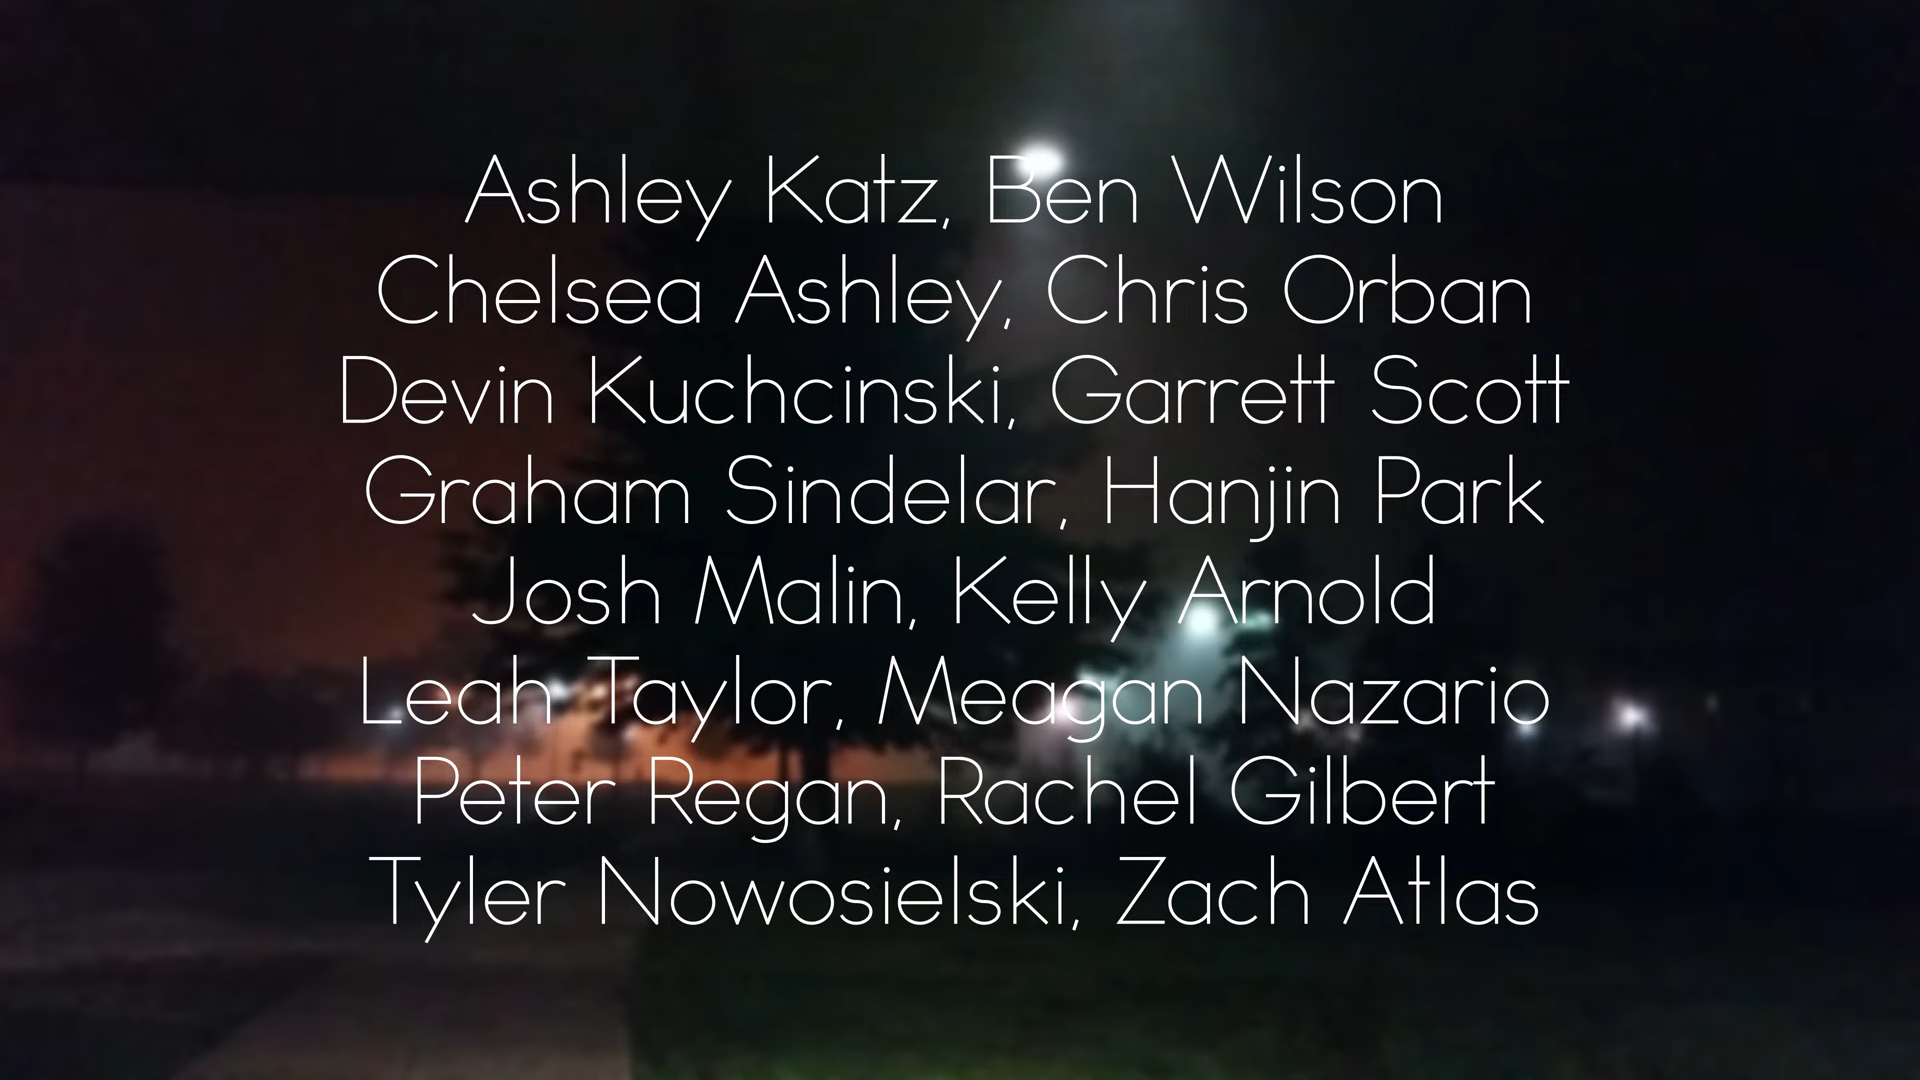 Ashley Katz, Ben Wilson
Chelsea Ashley, Chris Orban
Devin Kuchcinski, Garrett Scott
Graham Sindelar, Hanjin Park
Josh Malin, Kelly Arnold
Leah Taylor, Meagan Nazario
Peter Regan, Rachel Gilbert
Tyler Nowosielski, Zach Atlas